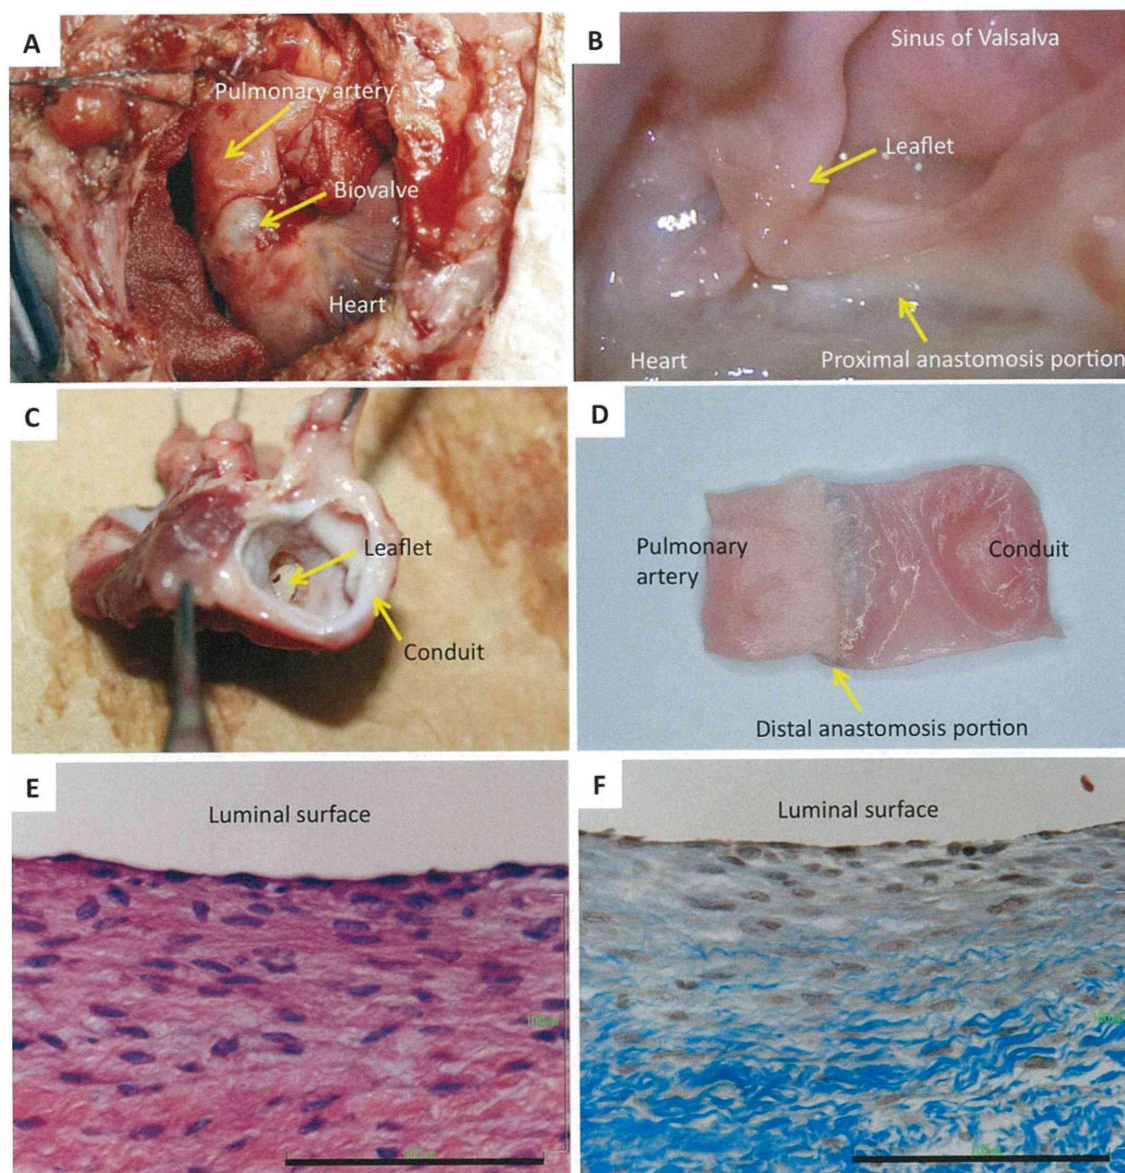 A
Pulmonary artery
Biovalve
Heart
B
Sinus of Valsalva
Leaflet
Heart
Proximal anastomosis portion
C
Leaflet
Conduit
D
Pulmonary
artery
Conduit
Distal anastomosis portion
E
Luminal surface
F
Luminal surface